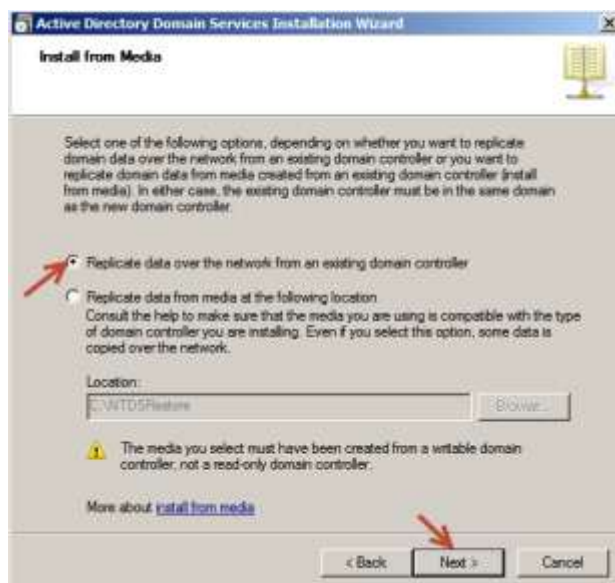 Active Directory Domain Services Installation Wizard
Install from Media
Select one of the following options, depending on whether you want to replicate
domain data over the network from an existing domain controller or you want to
replicate domain data from media created from an existing domain controller (install
from media). In either case, the existing domain controller must be in the same domain
as the new domain controller.
Replicate data over the network from an existing domain controller
Replicate data from media at the following location
Consult the help to make sure that the media you are using is compatible with the type
of domain controller you are installing. Even if you select this option, some data is
copied over the network.
Location:
Browse...
The media you select must have been created from a writable domain
controller, not a read-only domain controller.
More about install from media
< Back Next > Cancel